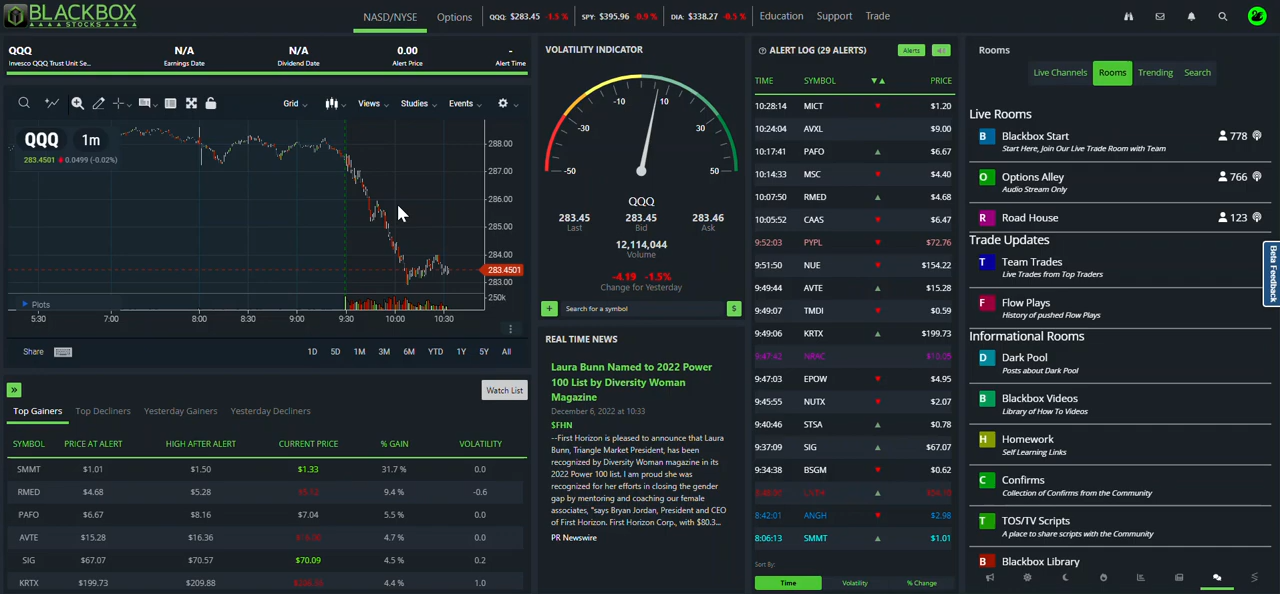 BLACKBOX
STOCKS
NASD/NYSE
Options
QQQ: $283.45 -1.5 %
SPY: $395.96 -0.9 %
DIA: $338.27 -0.5 %
Education
Support
Trade
QQQ
Invesco QQQ Trust Unit Se...
N/A
Earnings Date
N/A
Dividend Date
0.00
Alert Price
-
Alert Time
Grid
Views
Studies
Events
QQQ
1m
283.4501 0.0499 (-0.02%)
288.00
287.00
286.00
285.00
284.00
283.4501
283.00
250k
Plots
5:30
7:00
8:00
8:30
9:00
9:30
10:00
10:30
Share
1D 5D 1M 3M 6M YTD 1Y 5Y All
Watch List
Top Gainers
Top Decliners
Yesterday Gainers
Yesterday Decliners
SYMBOL PRICE AT ALERT HIGH AFTER ALERT CURRENT PRICE % GAIN VOLATILITY
SMMT $1.01 $1.50 $1.33 31.7 % 0.0
RMED $4.68 $5.28 9.4 % -0.6
PAFO $6.67 $8.16 $7.04 5.5 % 0.0
AVTE $15.28 $16.36 4.7 % 0.0
SIG $67.07 $70.57 $70.09 4.5 % 0.2
KRTX $199.73 $209.88 4.4 % 1.0
VOLATILITY INDICATOR
-50
-30
-10
10
30
50
QQQ
283.45
Last
283.45
Bid
283.46
Ask
12,114,044
Volume
-4.19 -1.5%
Change for Yesterday
+
Search for a symbol
$
REAL TIME NEWS
Laura Bunn Named to 2022 Power
100 List by Diversity Woman
Magazine
December 6, 2022 at 10:33
$FHN
--First Horizon is pleased to announce that Laura
Bunn, Triangle Market President, has been
recognized by Diversity Woman magazine in its
2022 Power 100 list. I am proud she was
recognized for her efforts in closing the gender
gap by mentoring and coaching our female
associates, "says Bryan Jordan, President and CEO
of First Horizon. First Horizon Corp., with $80.3...
PR Newswire
ALERT LOG (29 ALERTS)
Alerts
TIME SYMBOL ▼▲ PRICE
10:28:14 MICT ▼ $1.20
10:24:04 AVXL $9.00
10:17:41 PAFO ▲ $6.67
10:14:33 MSC ▼ $4.40
10:07:50 RMED ▲ $4.68
10:05:52 CAAS ▼ $6.47
9:52:03 PYPL ▼ $72.76
9:51:50 NUE ▼ $154.22
9:49:44 AVTE ▲ $15.28
9:49:07 TMDI ▼ $0.59
9:49:06 KRTX ▲ $199.73
9:47:42 NRAC $10.05
9:47:03 EPOW ▼ $4.95
9:45:55 NUTX ▼ $2.07
9:40:46 STSA ▲ $0.78
9:37:09 SIG ▲ $67.07
9:34:38 BSGM ▼ $0.62
▲
8:42:01 ANGH ▼ $2.98
8:06:13 SMMT ▲ $1.01
Sort By:
Time
Volatility
% Change
Rooms
Live Channels
Rooms
Trending
Search
Live Rooms
B Blackbox Start 778
Start Here, Join Our Live Trade Room with Team
O Options Alley 766
Audio Stream Only
R Road House 123
Trade Updates
T Team Trades
Live Trades from Top Traders
F Flow Plays
History of pushed Flow Plays
Informational Rooms
D Dark Pool
Posts about Dark Pool
B Blackbox Videos
Library of How To Videos
H Homework
Self Learning Links
C Confirms
Collection of Confirms from the Community
T TOS/TV Scripts
A place to share scripts with the Community
B Blackbox Library
Beta Feedback